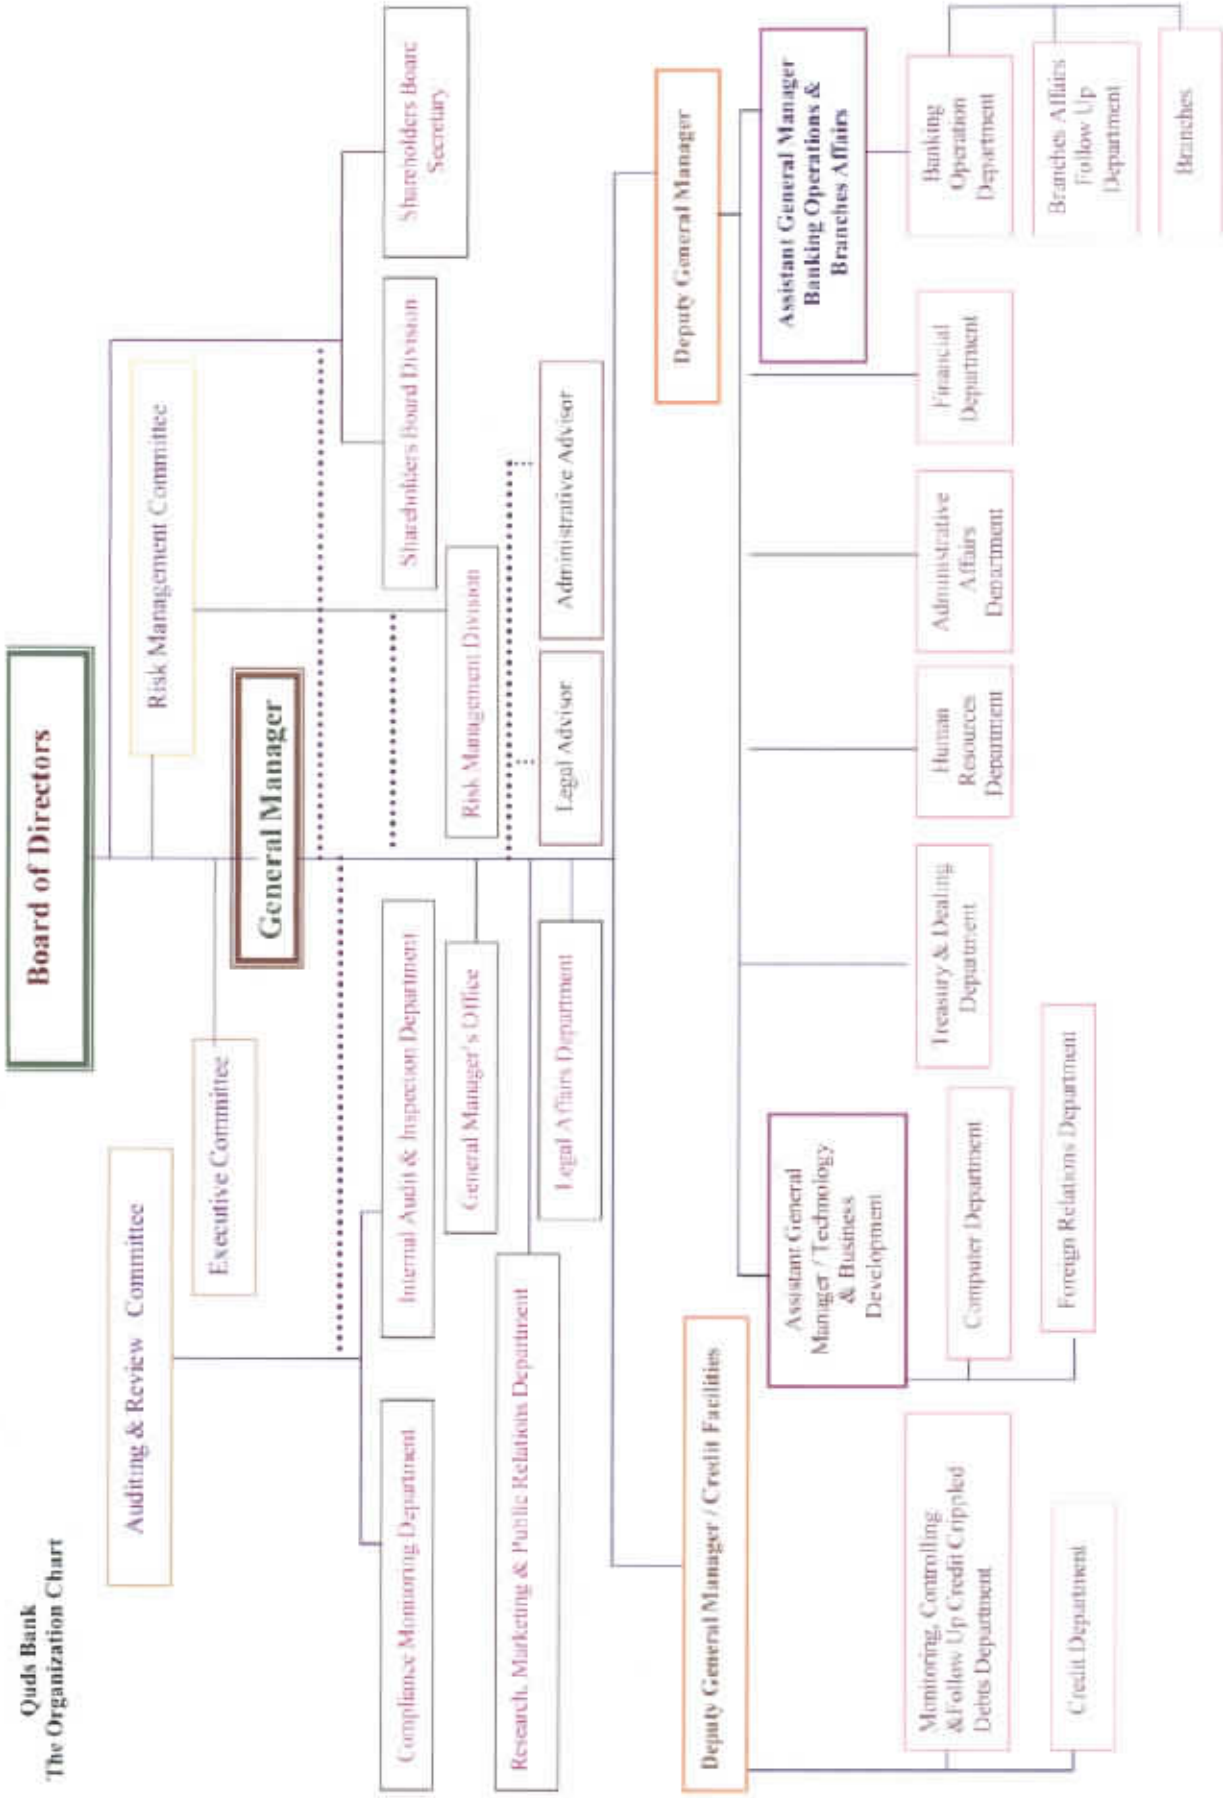 Quds Bank
The Organization Chart
Board of Directors
Auditing & Review Committee
Risk Management Committee
Executive Committee
General Manager
Compliance Monitoring Department
Internal Audit & Inspection Department
Shareholders Board Division
Shareholders Board
Secretary
General Manager's Office
Risk Management Division
Research, Marketing & Public Relations Department
Legal Affairs Department
Legal Advisor
Administrative Advisor
Deputy General Manager / Credit Facilities
Deputy General Manager
Assistant General
Manager / Technology
& Business
Development
Assistant General Manager
Banking Operations &
Branches Affairs
Monitoring, Controlling
&Follow Up Credit Crippled
Debts Department
Credit Department
Computer Department
Foreign Relations Department
Treasury & Dealing
Department
Human
Resources
Department
Administrative
Affairs
Department
Financial
Department
Banking
Operation
Department
Branches Affairs
Follow Up
Department
Branches